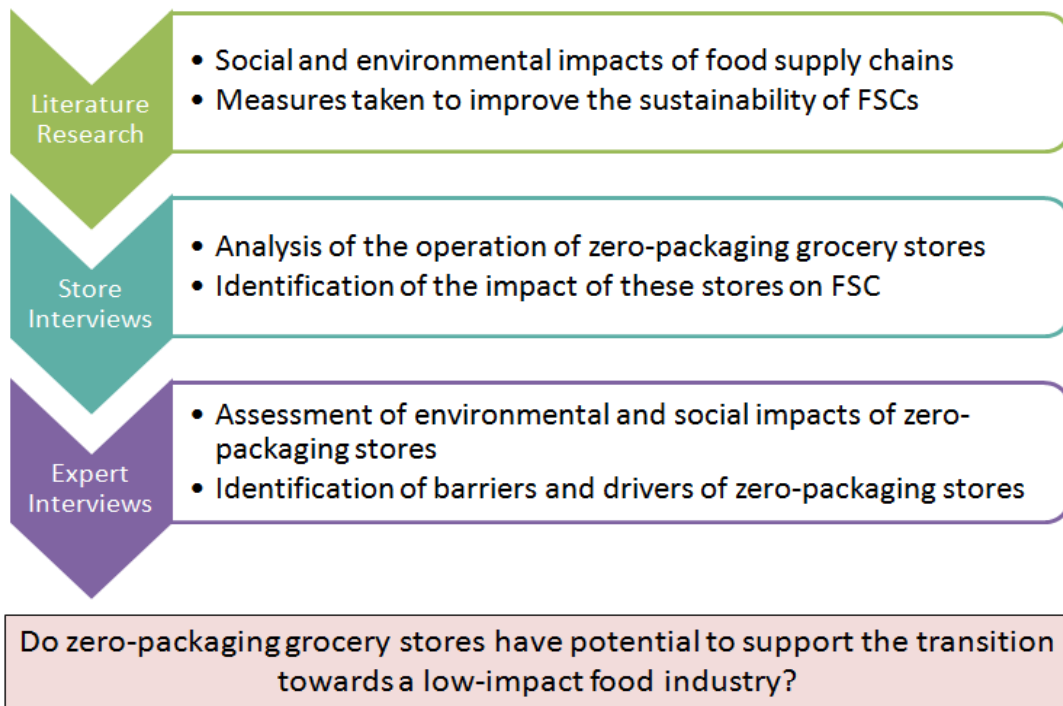 Literature
Research
• Social and environmental impacts of food supply chains
• Measures taken to improve the sustainability of FSCs
Store
Interviews
• Analysis of the operation of zero-packaging grocery stores
• Identification of the impact of these stores on FSC
Expert
Interviews
• Assessment of environmental and social impacts of zero-
packaging stores
• Identification of barriers and drivers of zero-packaging stores
Do zero-packaging grocery stores have potential to support the transition
towards a low-impact food industry?